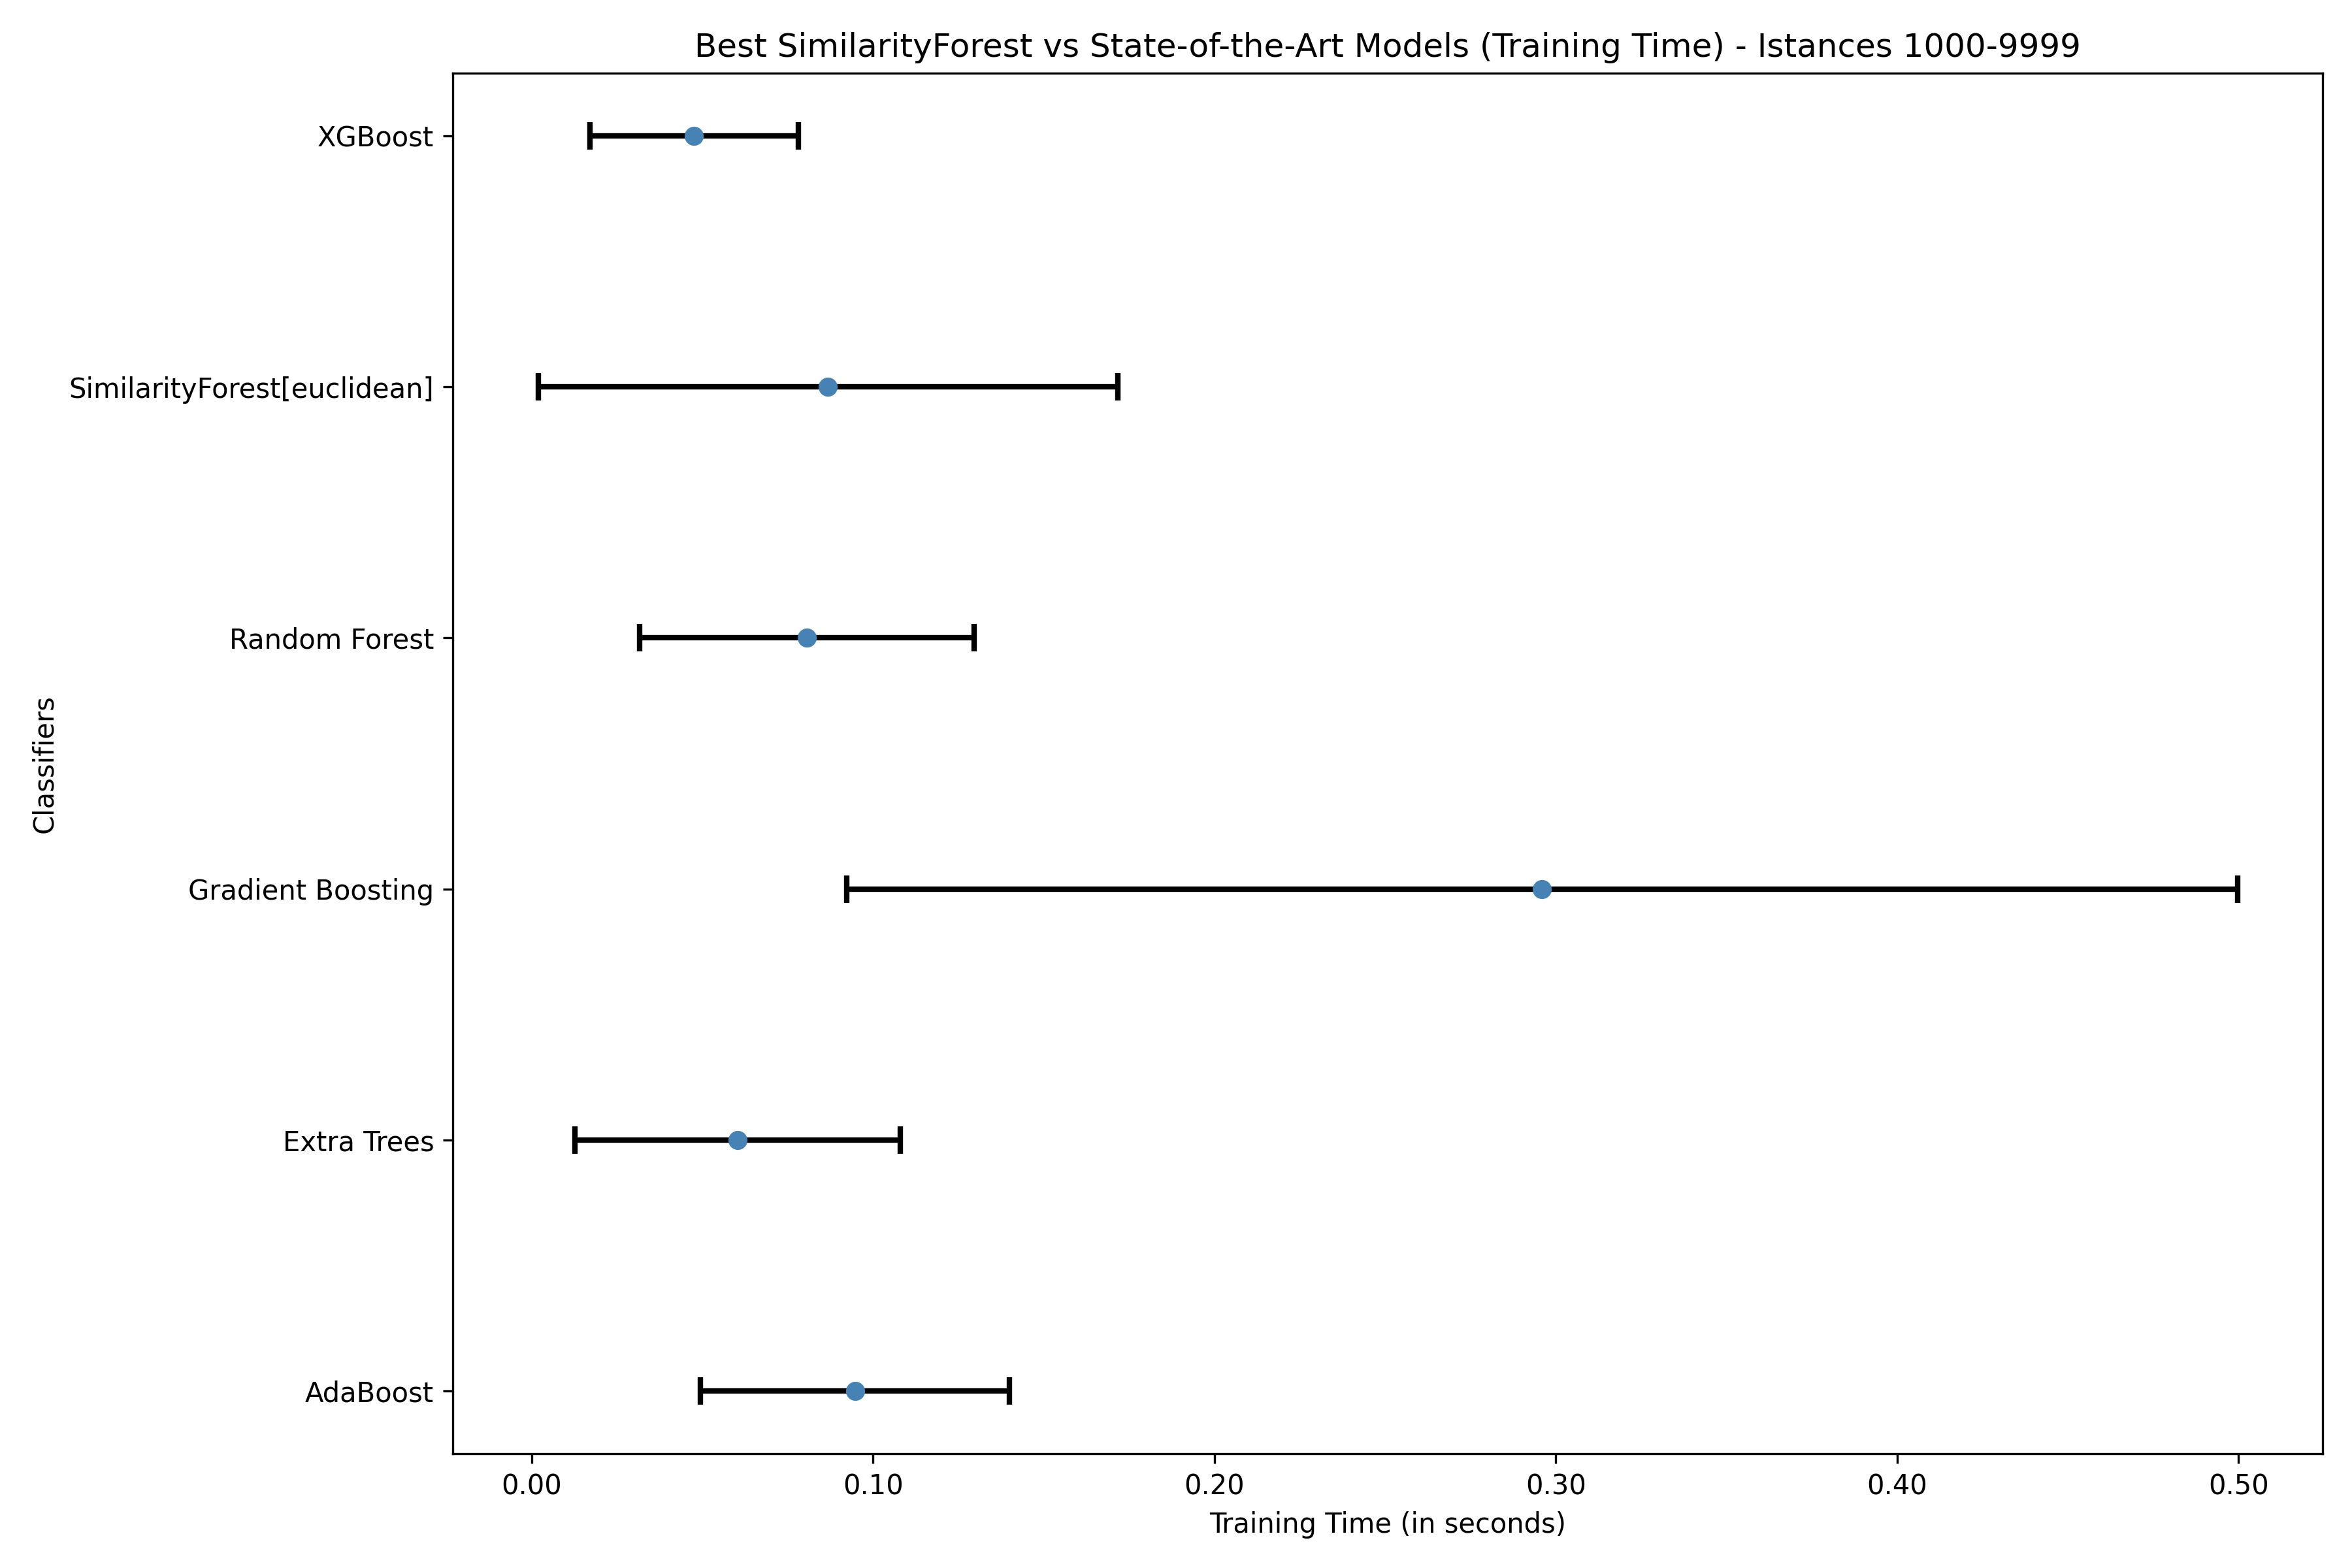 Best SimilarityForest vs State-of-the-Art Models (Training Time) - Istances 1000-9999
XGBoost
SimilarityForest[euclidean]
Random Forest
Gradient Boosting
Extra Trees
AdaBoost
Classifiers
0.00 0.10 0.20 0.30 0.40 0.50
Training Time (in seconds)